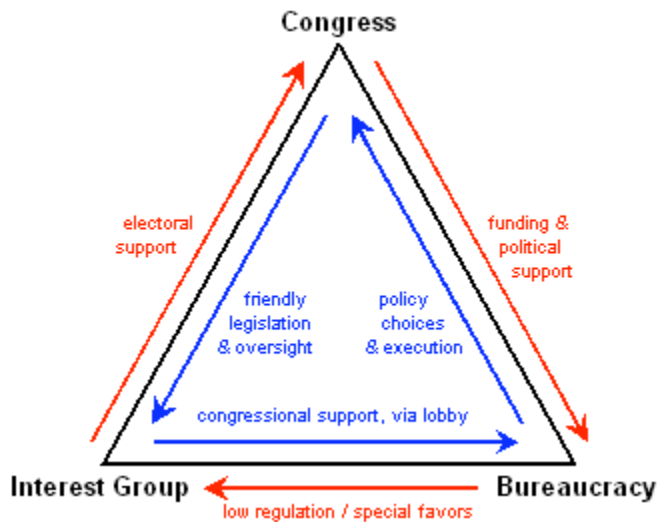 Congress
electoral
support
funding &
political
support
friendly
legislation
& oversight
policy
choices
& execution
congressional support, via lobby
Interest Group
Bureaucracy
low regulation / special favors